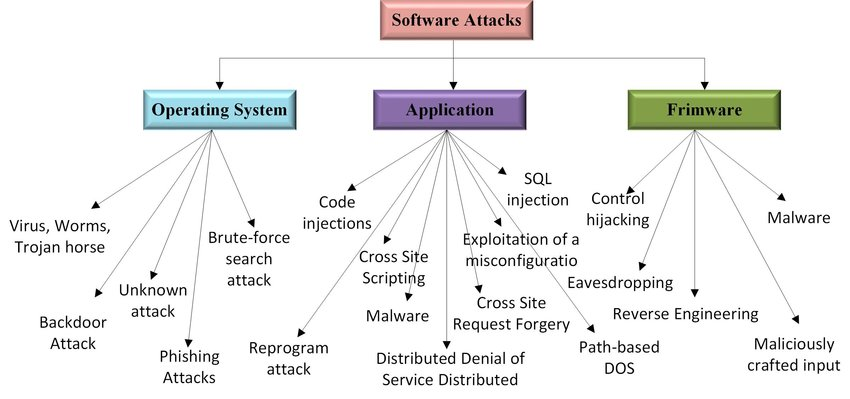 Software Attacks
Operating System
Application
Frimware
Virus, Worms,
Trojan horse
Backdoor
Attack
Unknown
attack
Phishing
Attacks
Brute-force
search
attack
Code
injections
Reprogram
attack
Cross Site
Scripting
Malware
Distributed Denial of
Service Distributed
Cross Site
Request Forgery
Exploitation of a
misconfiguratio
SQL
injection
Path-based
DOS
Control
hijacking
Eavesdropping
Reverse Engineering
Maliciously
crafted input
Malware